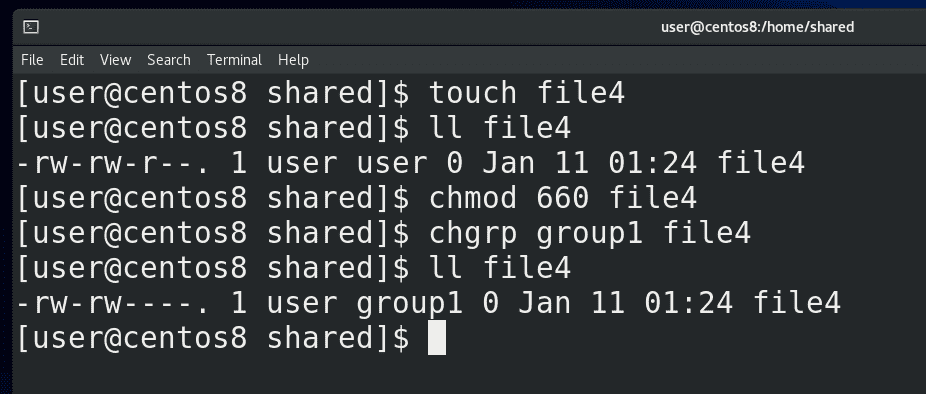 user@centos8:/home/shared
File Edit View Search Terminal Help
[user@centos8 shared]$ touch file4
[user@centos8 shared]$ ll file4
-rw-rw-r--. 1 user user 0 Jan 11 01:24 file4
[user@centos8 shared]$ chmod 660 file4
[user@centos8 shared]$ chgrp group1 file4
[user@centos8 shared]$ ll file4
-rw-rw----. 1 user group1 0 Jan 11 01:24 file4
[user@centos8 shared]$